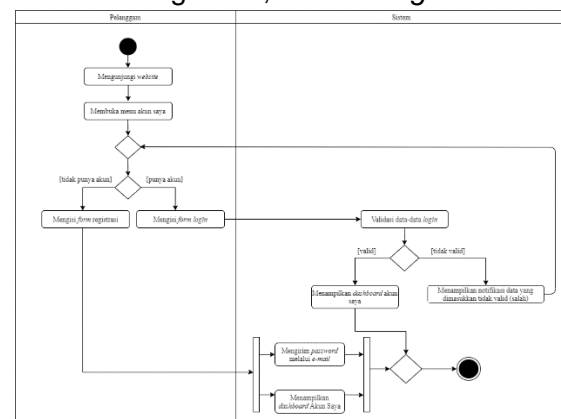 Pelanggan
Sistem
Mengunjungi website
Membuka menu akun saya
[tidak punya akun]
[punya akun]
Mengisi form registrasi
Mengisi form login
Validasi data-data login
[valid]
[tidak valid]
Menampilkan dashboard akun
saya
Menampilkan notifikasi data yang
dimasukkan tidak valid (salah)
Mengirim password
melalui e-mail
Menampilkan
dashboard Akun Saya